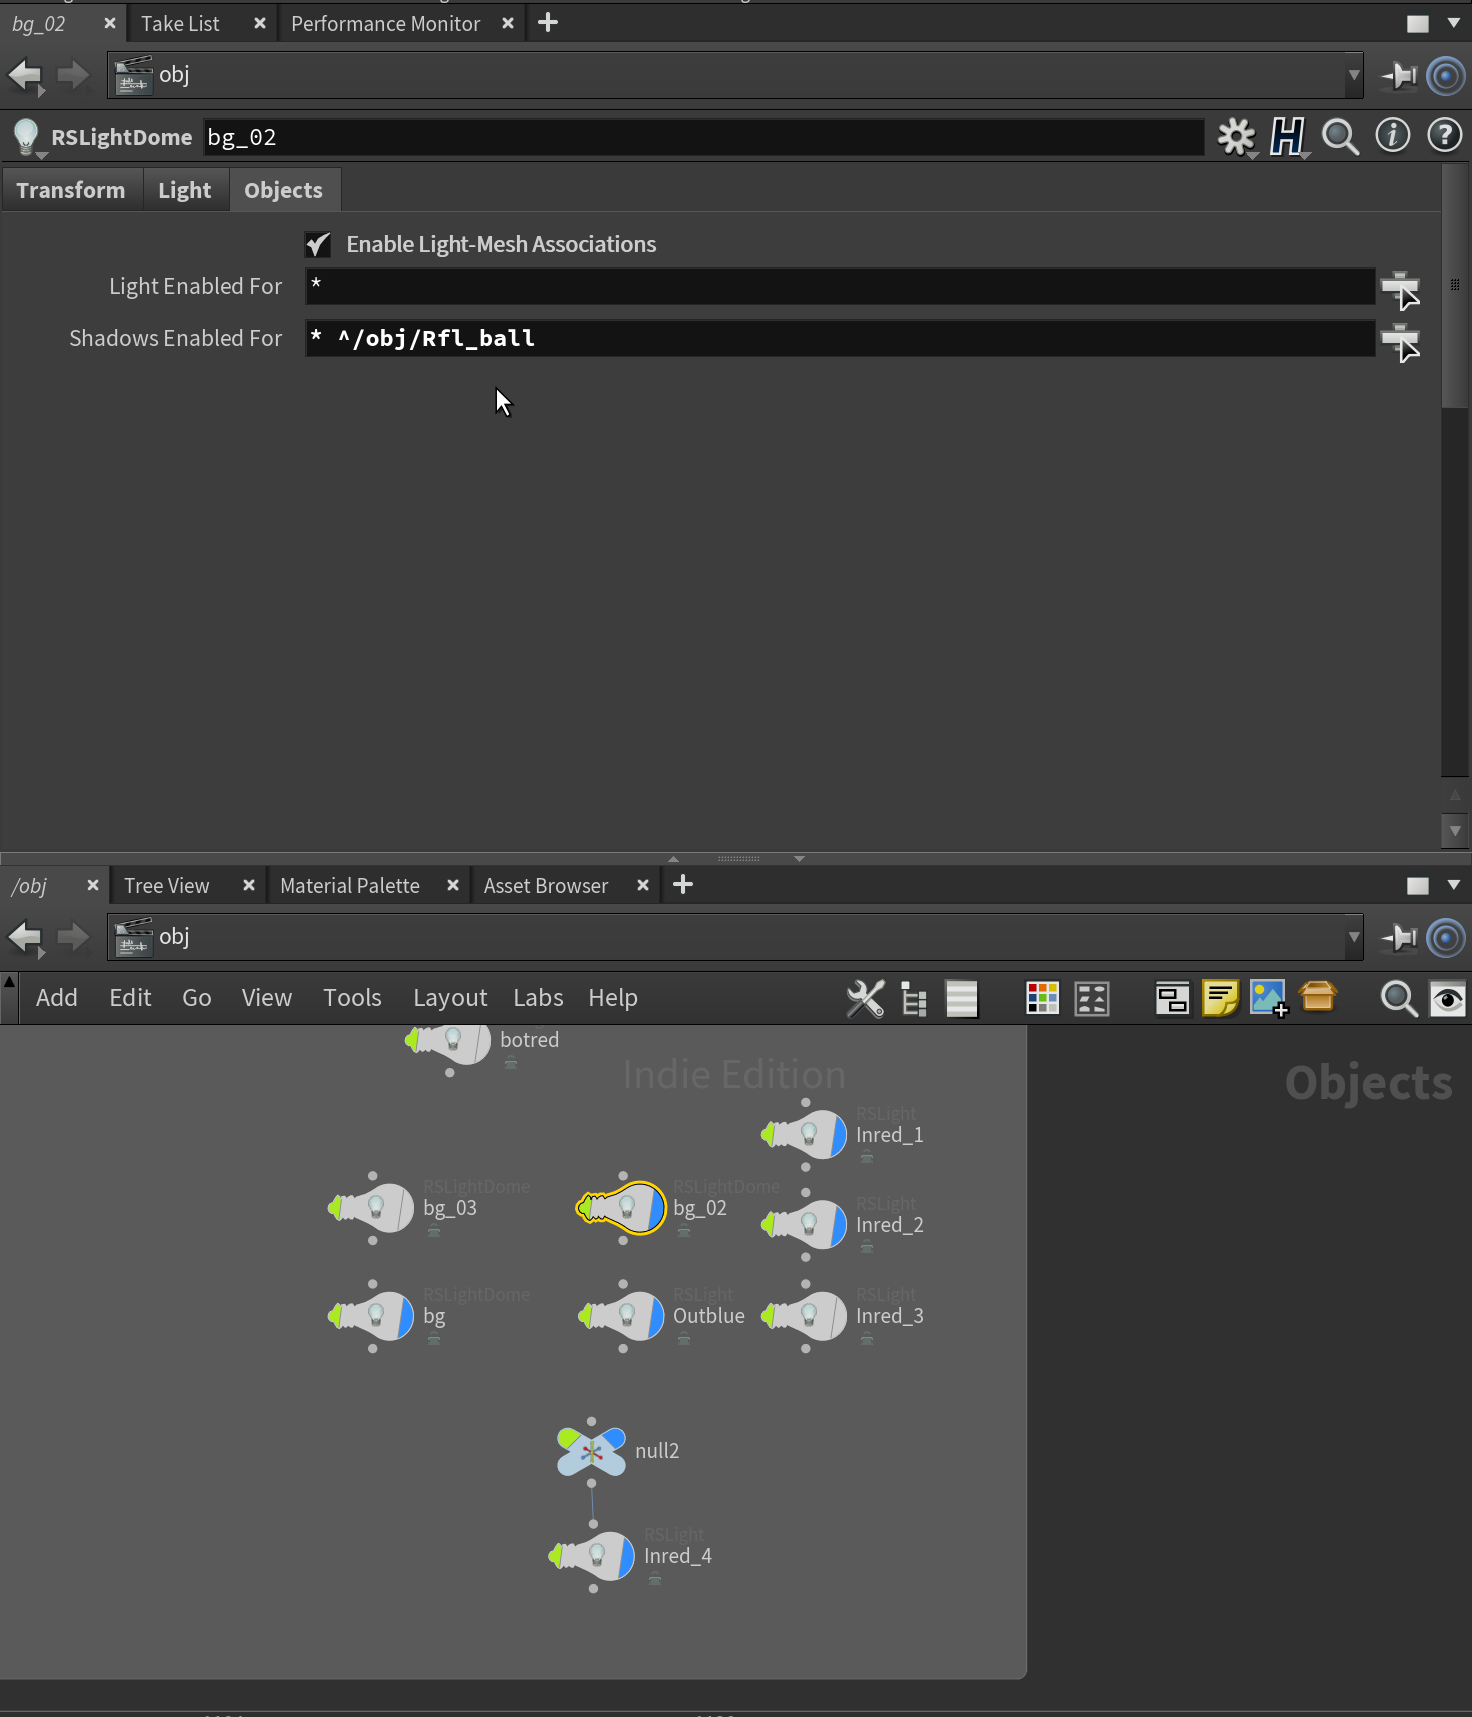 bg_02 Take List Performance Monitor
obj
RSLightDome bg_02
Transform Light Objects
Enable Light-Mesh Associations
Light Enabled For *
Shadows Enabled For * ^/obj/Rfl_ball
/obj Tree View Material Palette Asset Browser
obj
Add Edit Go View Tools Layout Labs Help
botred
Indie Edition
Objects
RSLight
Inred_1
RSLightDome
bg_03
RSLightDome
bg_02
RSLight
Inred_2
RSLightDome
bg
RSLight
Outblue
RSLight
Inred_3
null2
RSLight
Inred_4